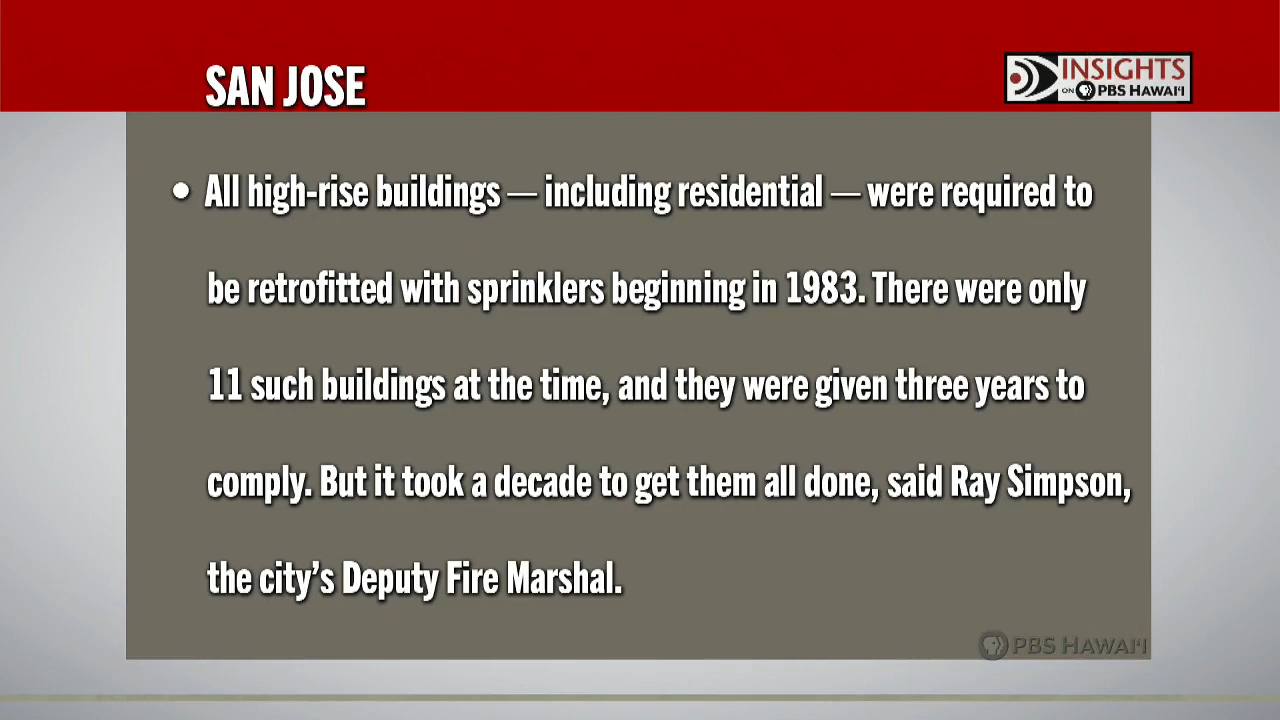 SAN JOSE
INSIGHTS
ON PBS HAWAI'I
• All high-rise buildings — including residential — were required to
be retrofitted with sprinklers beginning in 1983. There were only
11 such buildings at the time, and they were given three years to
comply. But it took a decade to get them all done, said Ray Simpson,
the city's Deputy Fire Marshal.
PBS HAWAI'I